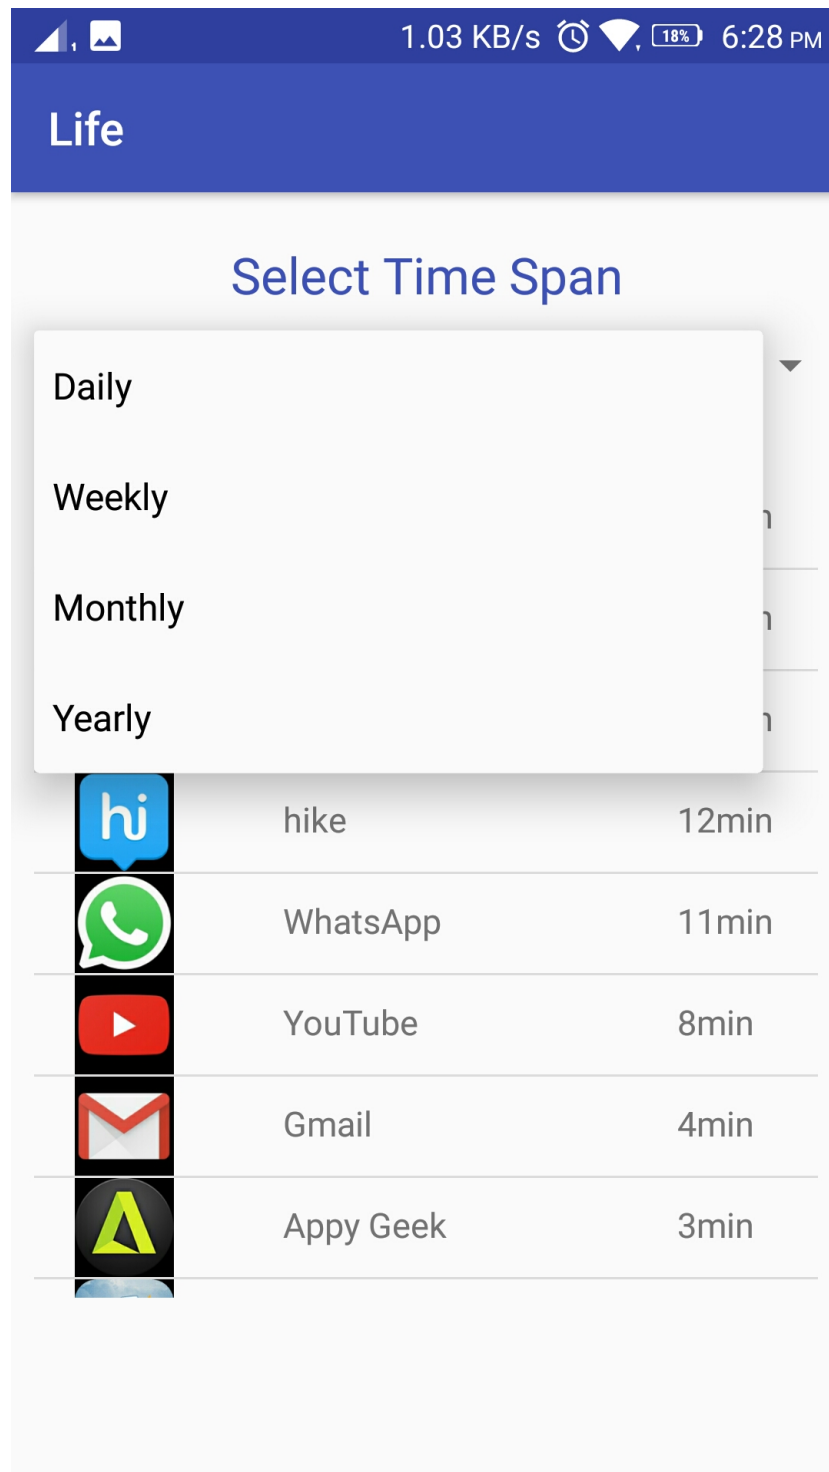 1.03 KB/s 18% 6:28 PM
Life
Select Time Span
Daily
Weekly
Monthly
Yearly
hi hike 12min
WhatsApp 11min
YouTube 8min
Gmail 4min
Appy Geek 3min